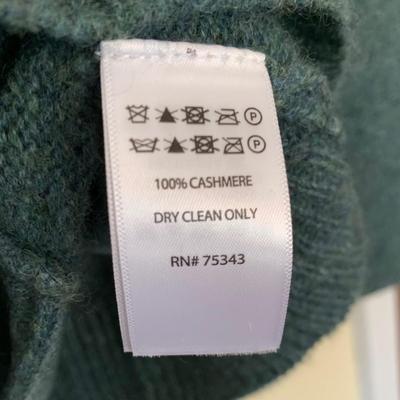 100% CASHMERE
DRY CLEAN ONLY
RN# 75343